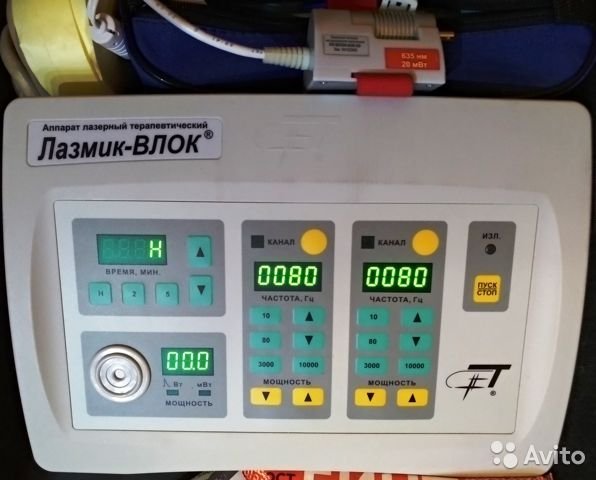 635 нм
20 мВт
Аппарат лазерный терапевтический
Лазмик-ВЛОК®
H
ВРЕМЯ, МИН.
Н 2 5
00.0
Вт . мВт
МОЩНОСТЬ
КАНАЛ
0080
ЧАСТОТА, Гц
10
80
3000 10000
МОЩНОСТЬ
КАНАЛ
0080
ЧАСТОТА, Гц
10
80
3000 10000
МОЩНОСТЬ
ИЗЛ.
ПУСК
СТОП
®
Avito